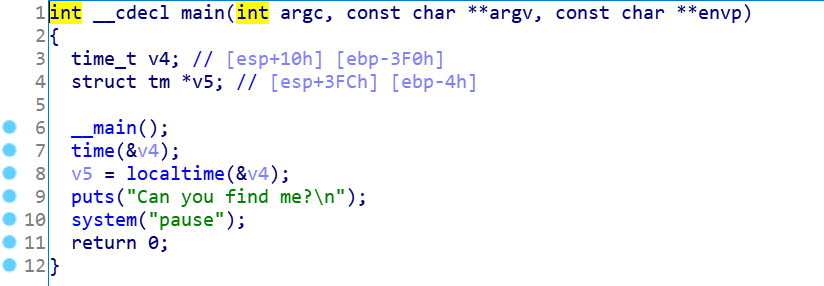 1 int __cdecl main(int argc, const char **argv, const char **envp)
2 {
3   time_t v4; // [esp+10h] [ebp-3F0h]
4   struct tm *v5; // [esp+3FCh] [ebp-4h]
5
6   __main();
7   time(&v4);
8   v5 = localtime(&v4);
9   puts("Can you find me?\n");
10   system("pause");
11   return 0;
12 }